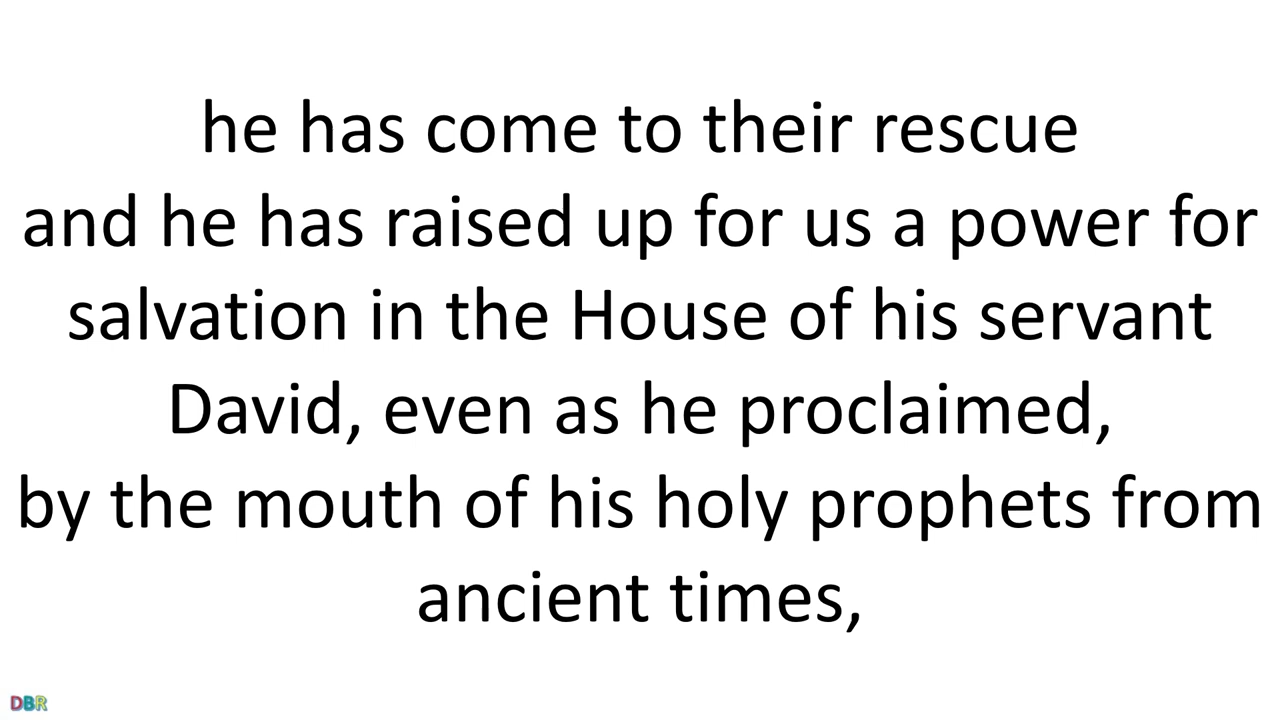 he has come to their rescue
and he has raised up for us a power for
salvation in the House of his servant
David, even as he proclaimed,
by the mouth of his holy prophets from
ancient times,
DBR